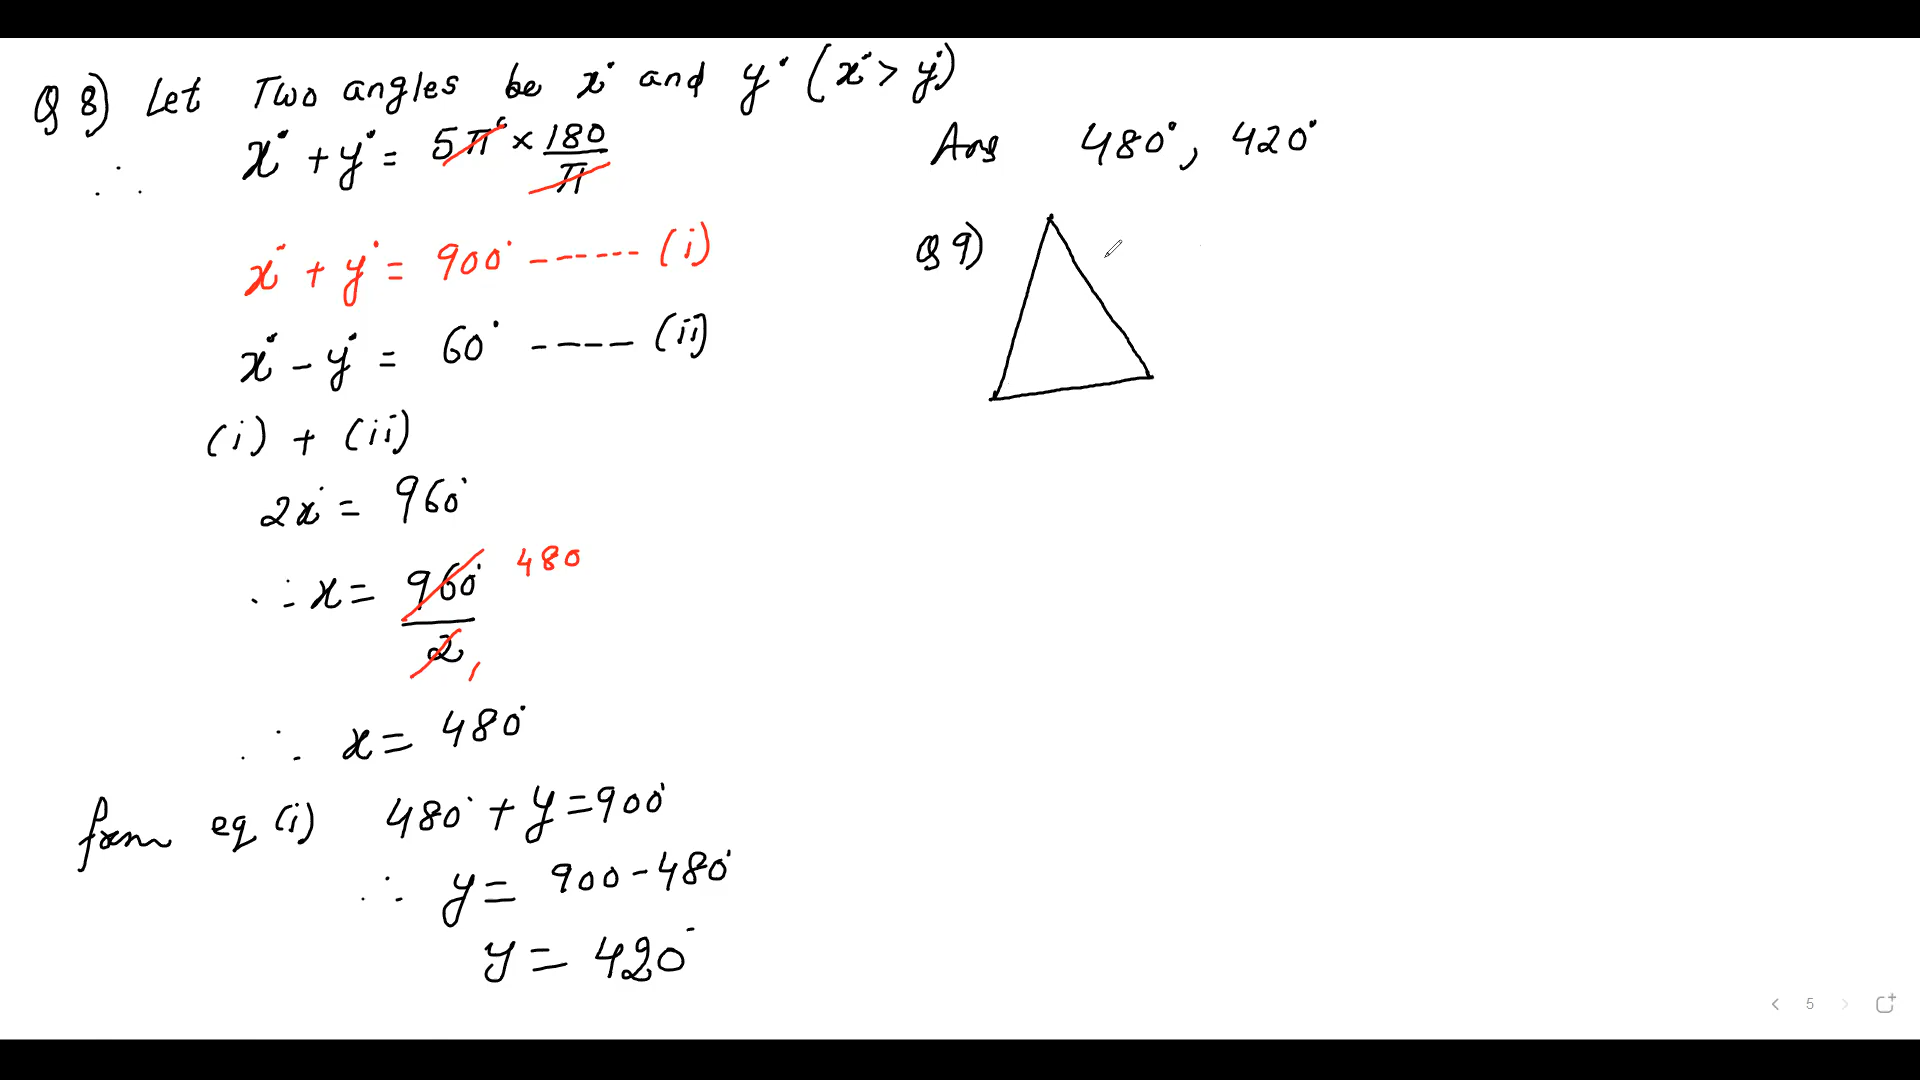 Q 8) Let Two angles be x° and y° (x° > y°)
∴ x° + y° = 5π^c × 180/π
x° + y° = 900° ------ (i)
x° - y° = 60° ---- (ii)
(i) + (ii)
2x° = 960°
∴ x = 960°/2 480 1
∴ x = 480°
from eq (i) 480° + y = 900°
∴ y = 900 - 480°
y = 420°
Ans 480°, 420°
Q 9)
5